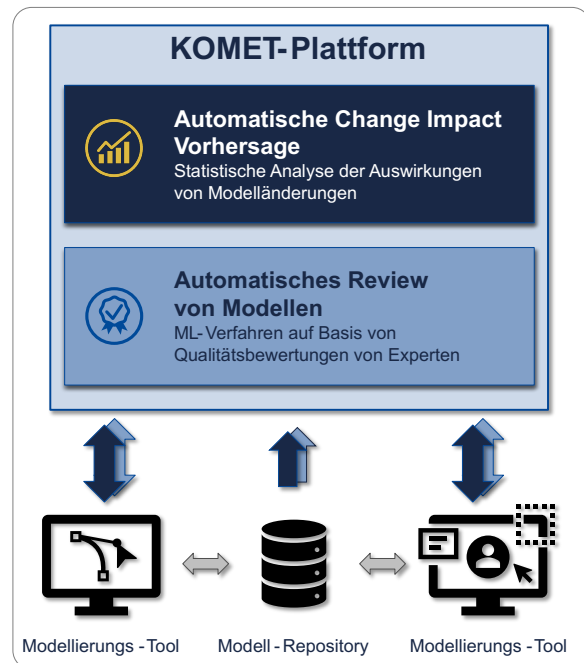 KOMET-Plattform
Automatische Change Impact
Vorhersage
Statistische Analyse der Auswirkungen
von Modelländerungen
Automatisches Review
von Modellen
ML-Verfahren auf Basis von
Qualitätsbewertungen von Experten
Modellierungs-Tool
Modell-Repository
Modellierungs-Tool